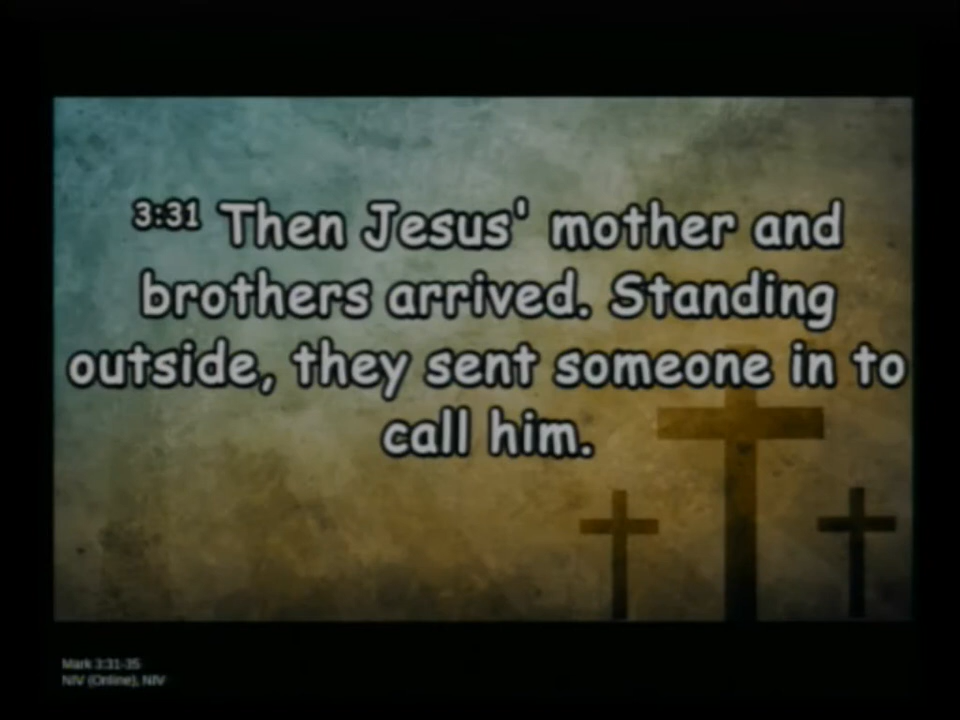 3:31 Then Jesus' mother and
brothers arrived. Standing
outside, they sent someone in to
call him.
Mark 3:31-35
NIV (Online), NIV